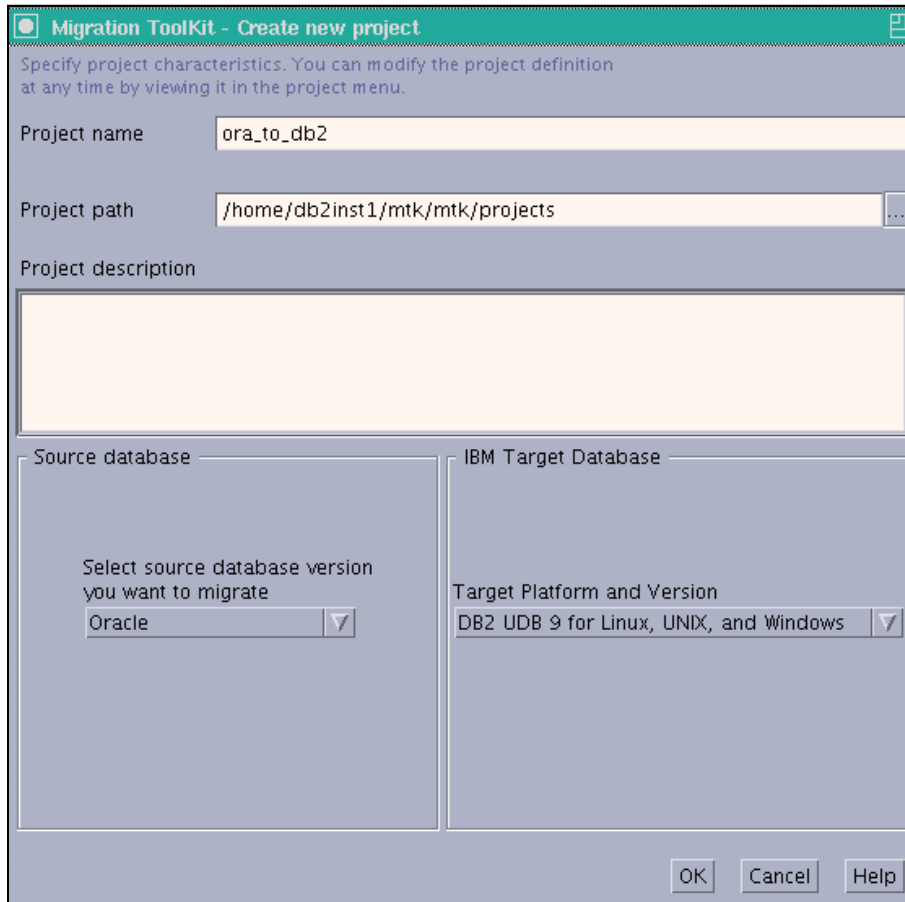 Migration ToolKit - Create new project
Specify project characteristics. You can modify the project definition
at any time by viewing it in the project menu.
Project name
ora_to_db2
Project path
/home/db2inst1/mtk/mtk/projects
...
Project description
Source database
Select source database version
you want to migrate
Oracle
IBM Target Database
Target Platform and Version
DB2 UDB 9 for Linux, UNIX, and Windows
OK
Cancel
Help